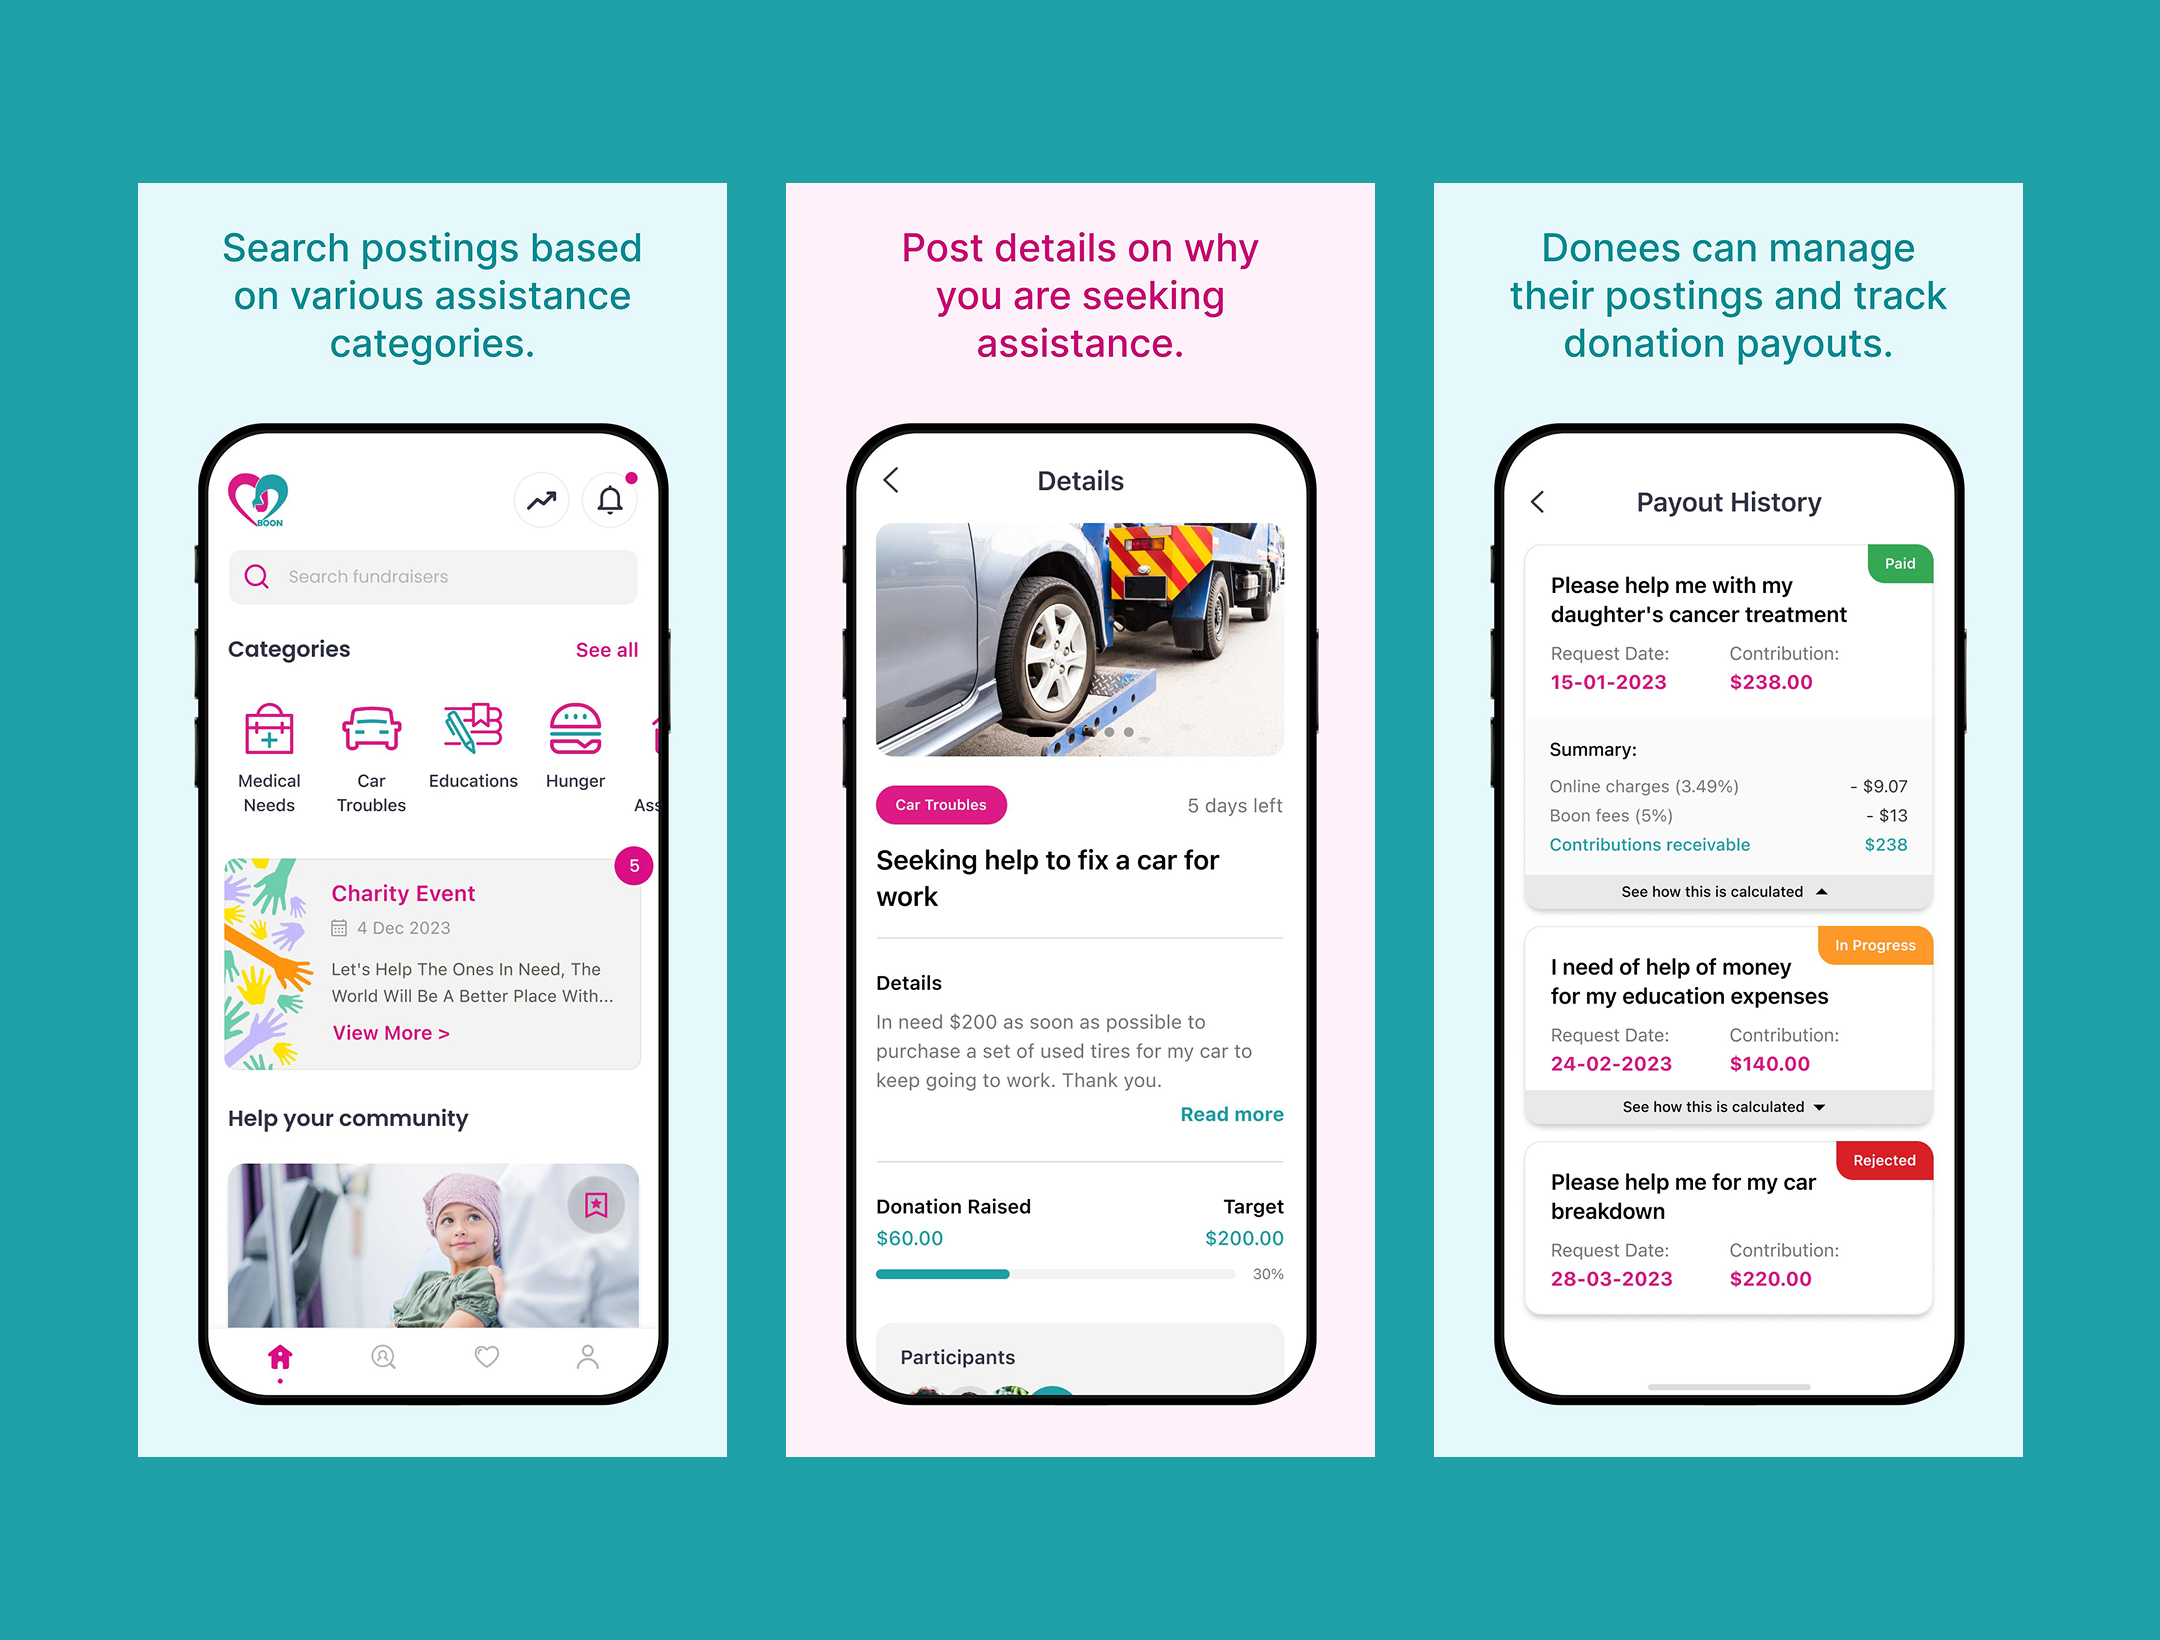 Search postings based
on various assistance
categories.
BOON
Search fundraisers
Categories
See all
Medical
Needs
Car
Troubles
Educations
Hunger
Ass
5
Charity Event
4 Dec 2023
Let's Help The Ones In Need, The
World Will Be A Better Place With...
View More >
Help your community
Post details on why
you are seeking
assistance.
Details
Car Troubles
5 days left
Seeking help to fix a car for
work
Details
In need $200 as soon as possible to
purchase a set of used tires for my car to
keep going to work. Thank you.
Read more
Donation Raised
Target
$60.00
$200.00
30%
Participants
Donees can manage
their postings and track
donation payouts.
Payout History
Paid
Please help me with my
daughter's cancer treatment
Request Date:
Contribution:
15-01-2023
$238.00
Summary:
Online charges (3.49%)
- $9.07
Boon fees (5%)
- $13
Contributions receivable
$238
See how this is calculated
In Progress
I need of help of money
for my education expenses
Request Date:
Contribution:
24-02-2023
$140.00
See how this is calculated
Rejected
Please help me for my car
breakdown
Request Date:
Contribution:
28-03-2023
$220.00